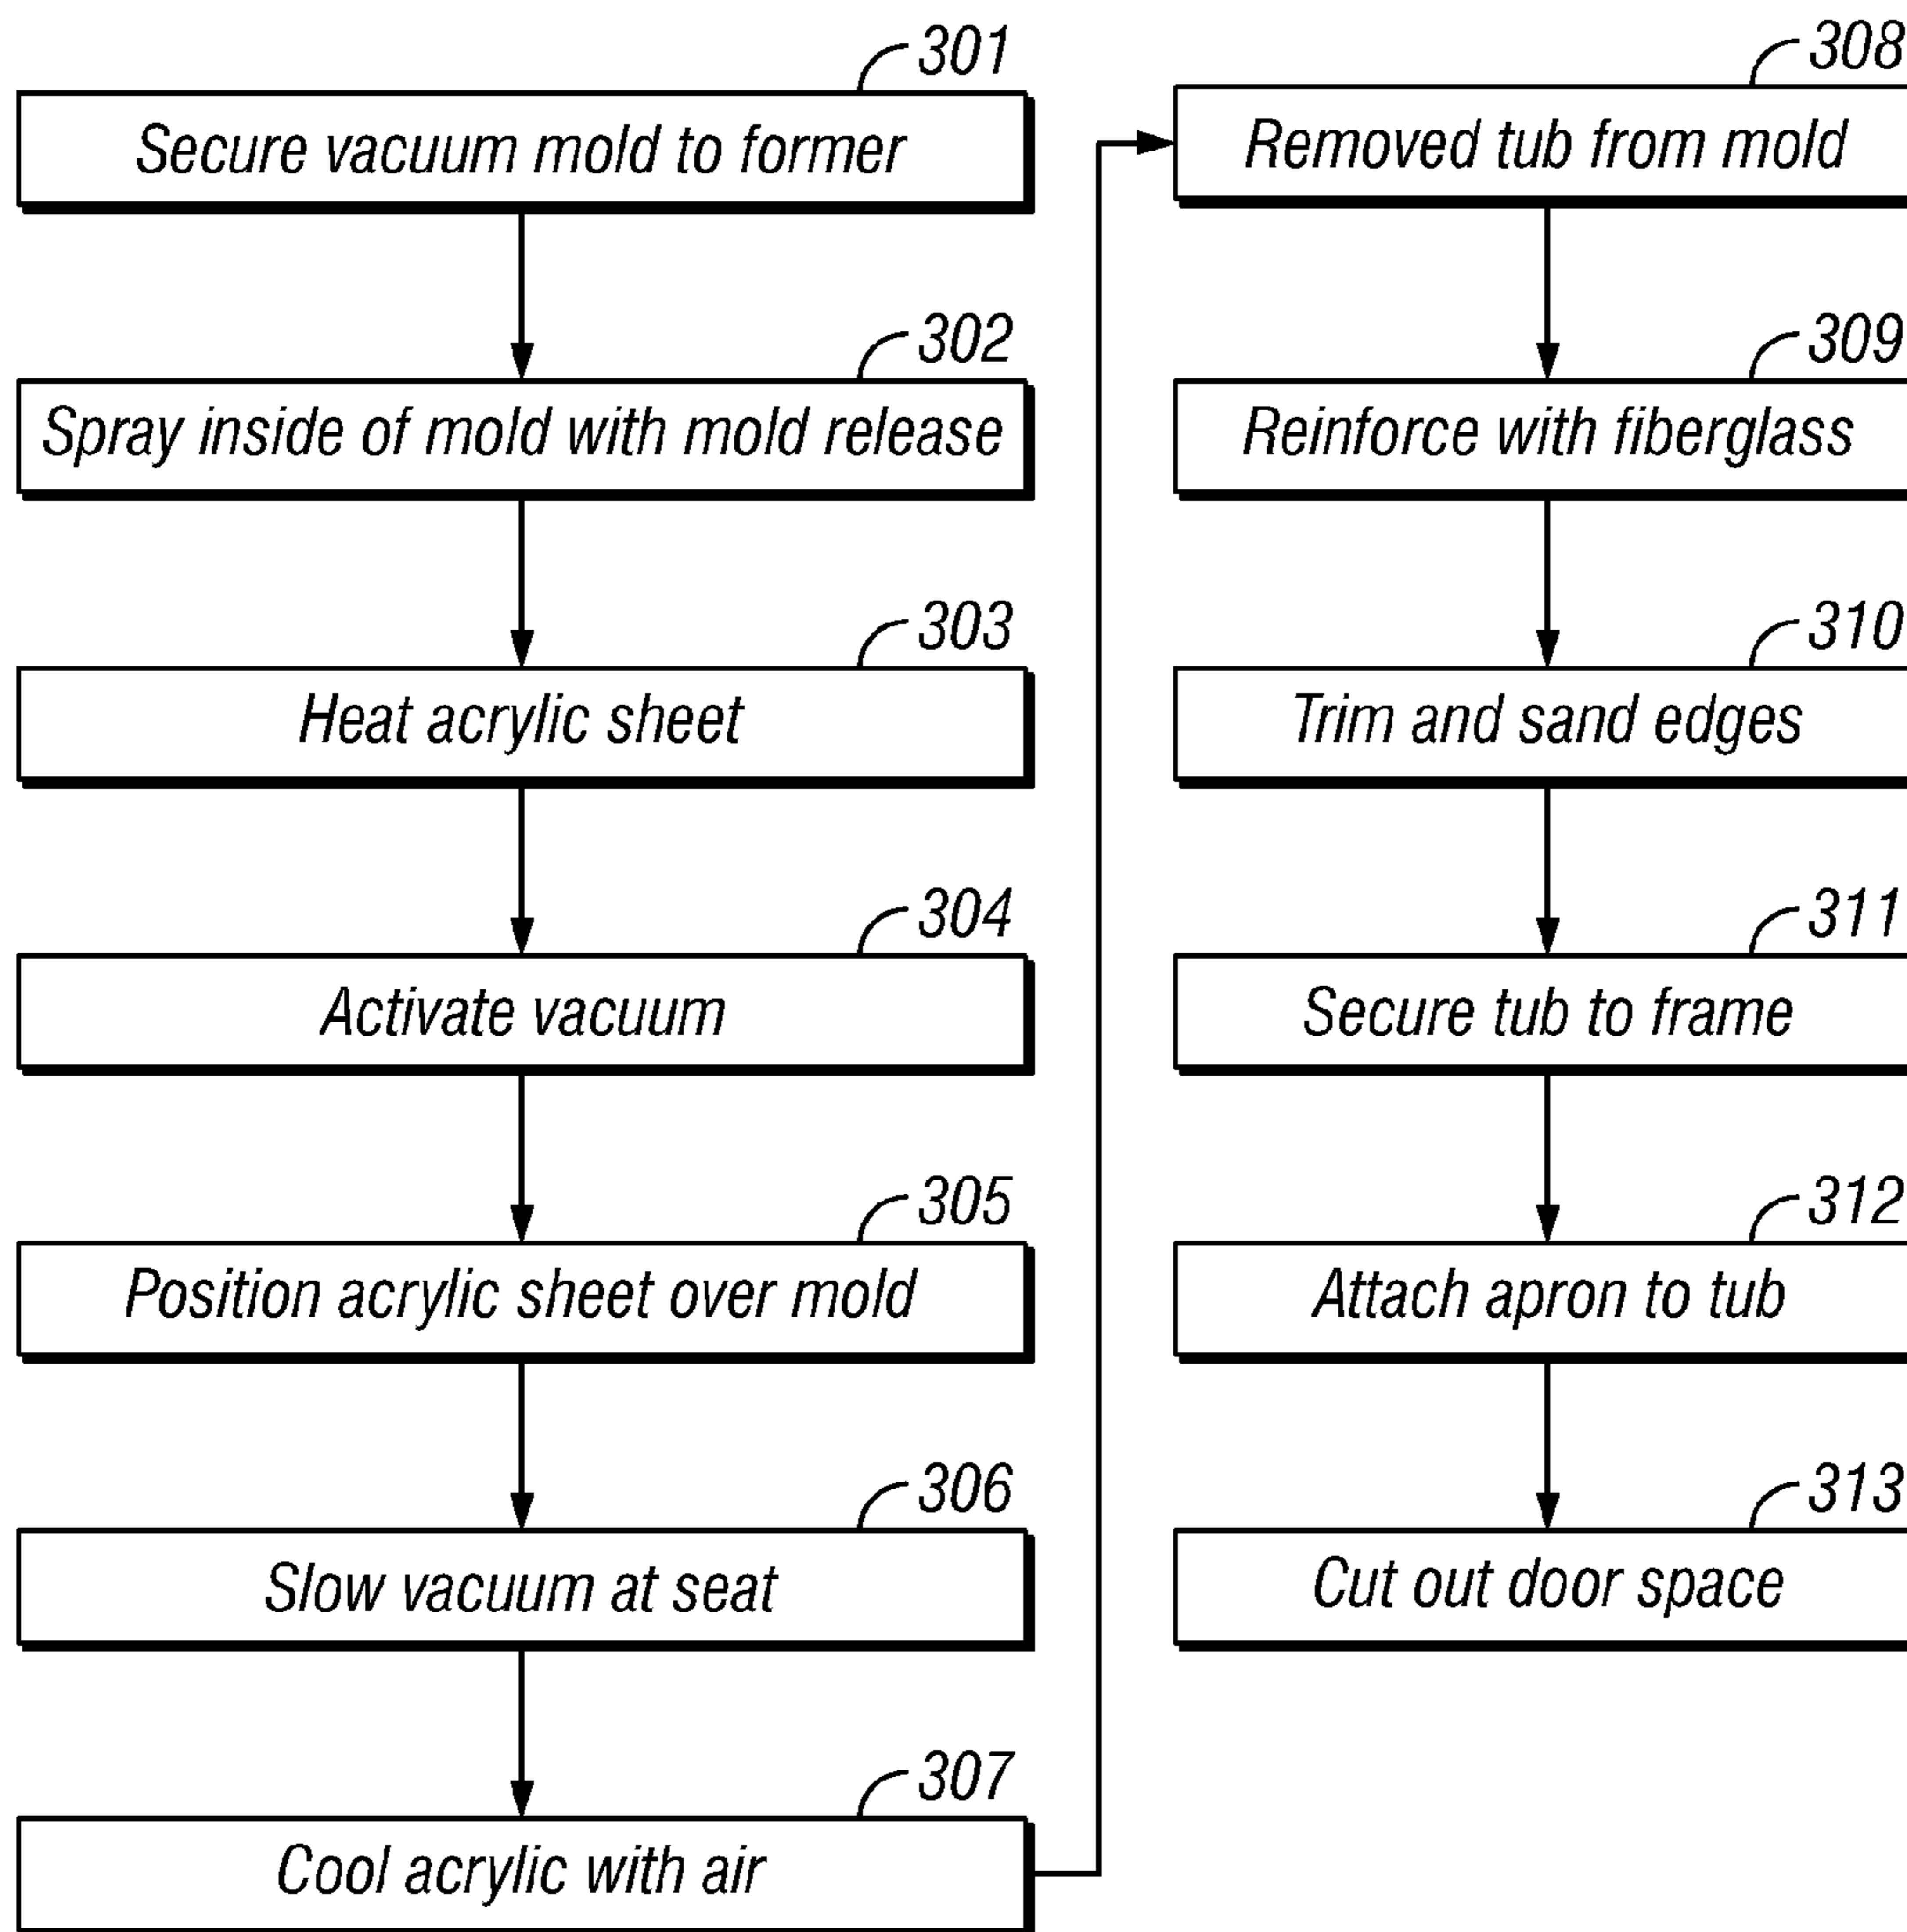 301
Secure vacuum mold to former
302
Spray inside of mold with mold release
303
Heat acrylic sheet
304
Activate vacuum
305
Position acrylic sheet over mold
306
Slow vacuum at seat
307
Cool acrylic with air
308
Removed tub from mold
309
Reinforce with fiberglass
310
Trim and sand edges
311
Secure tub to frame
312
Attach apron to tub
313
Cut out door space